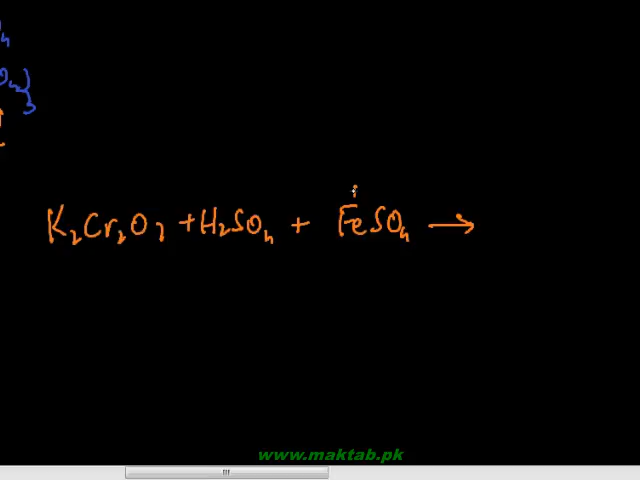 K₂Cr₂O₇ + H₂SO₄ + FeSO₄ →
www.maktab.pk